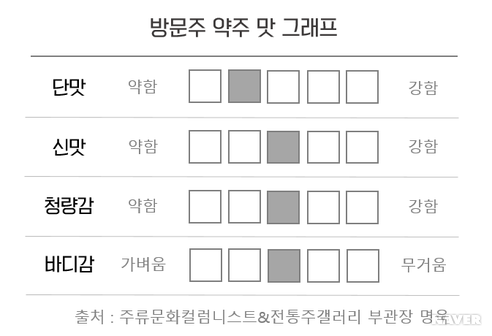 방문주 약주 맛 그래프
단맛 약함 강함
신맛 약함 강함
청량감 약함 강함
바디감 가벼움 무거움
출처 : 주류문화컬럼니스트&전통주갤러리 부관장 명욱
NAVER